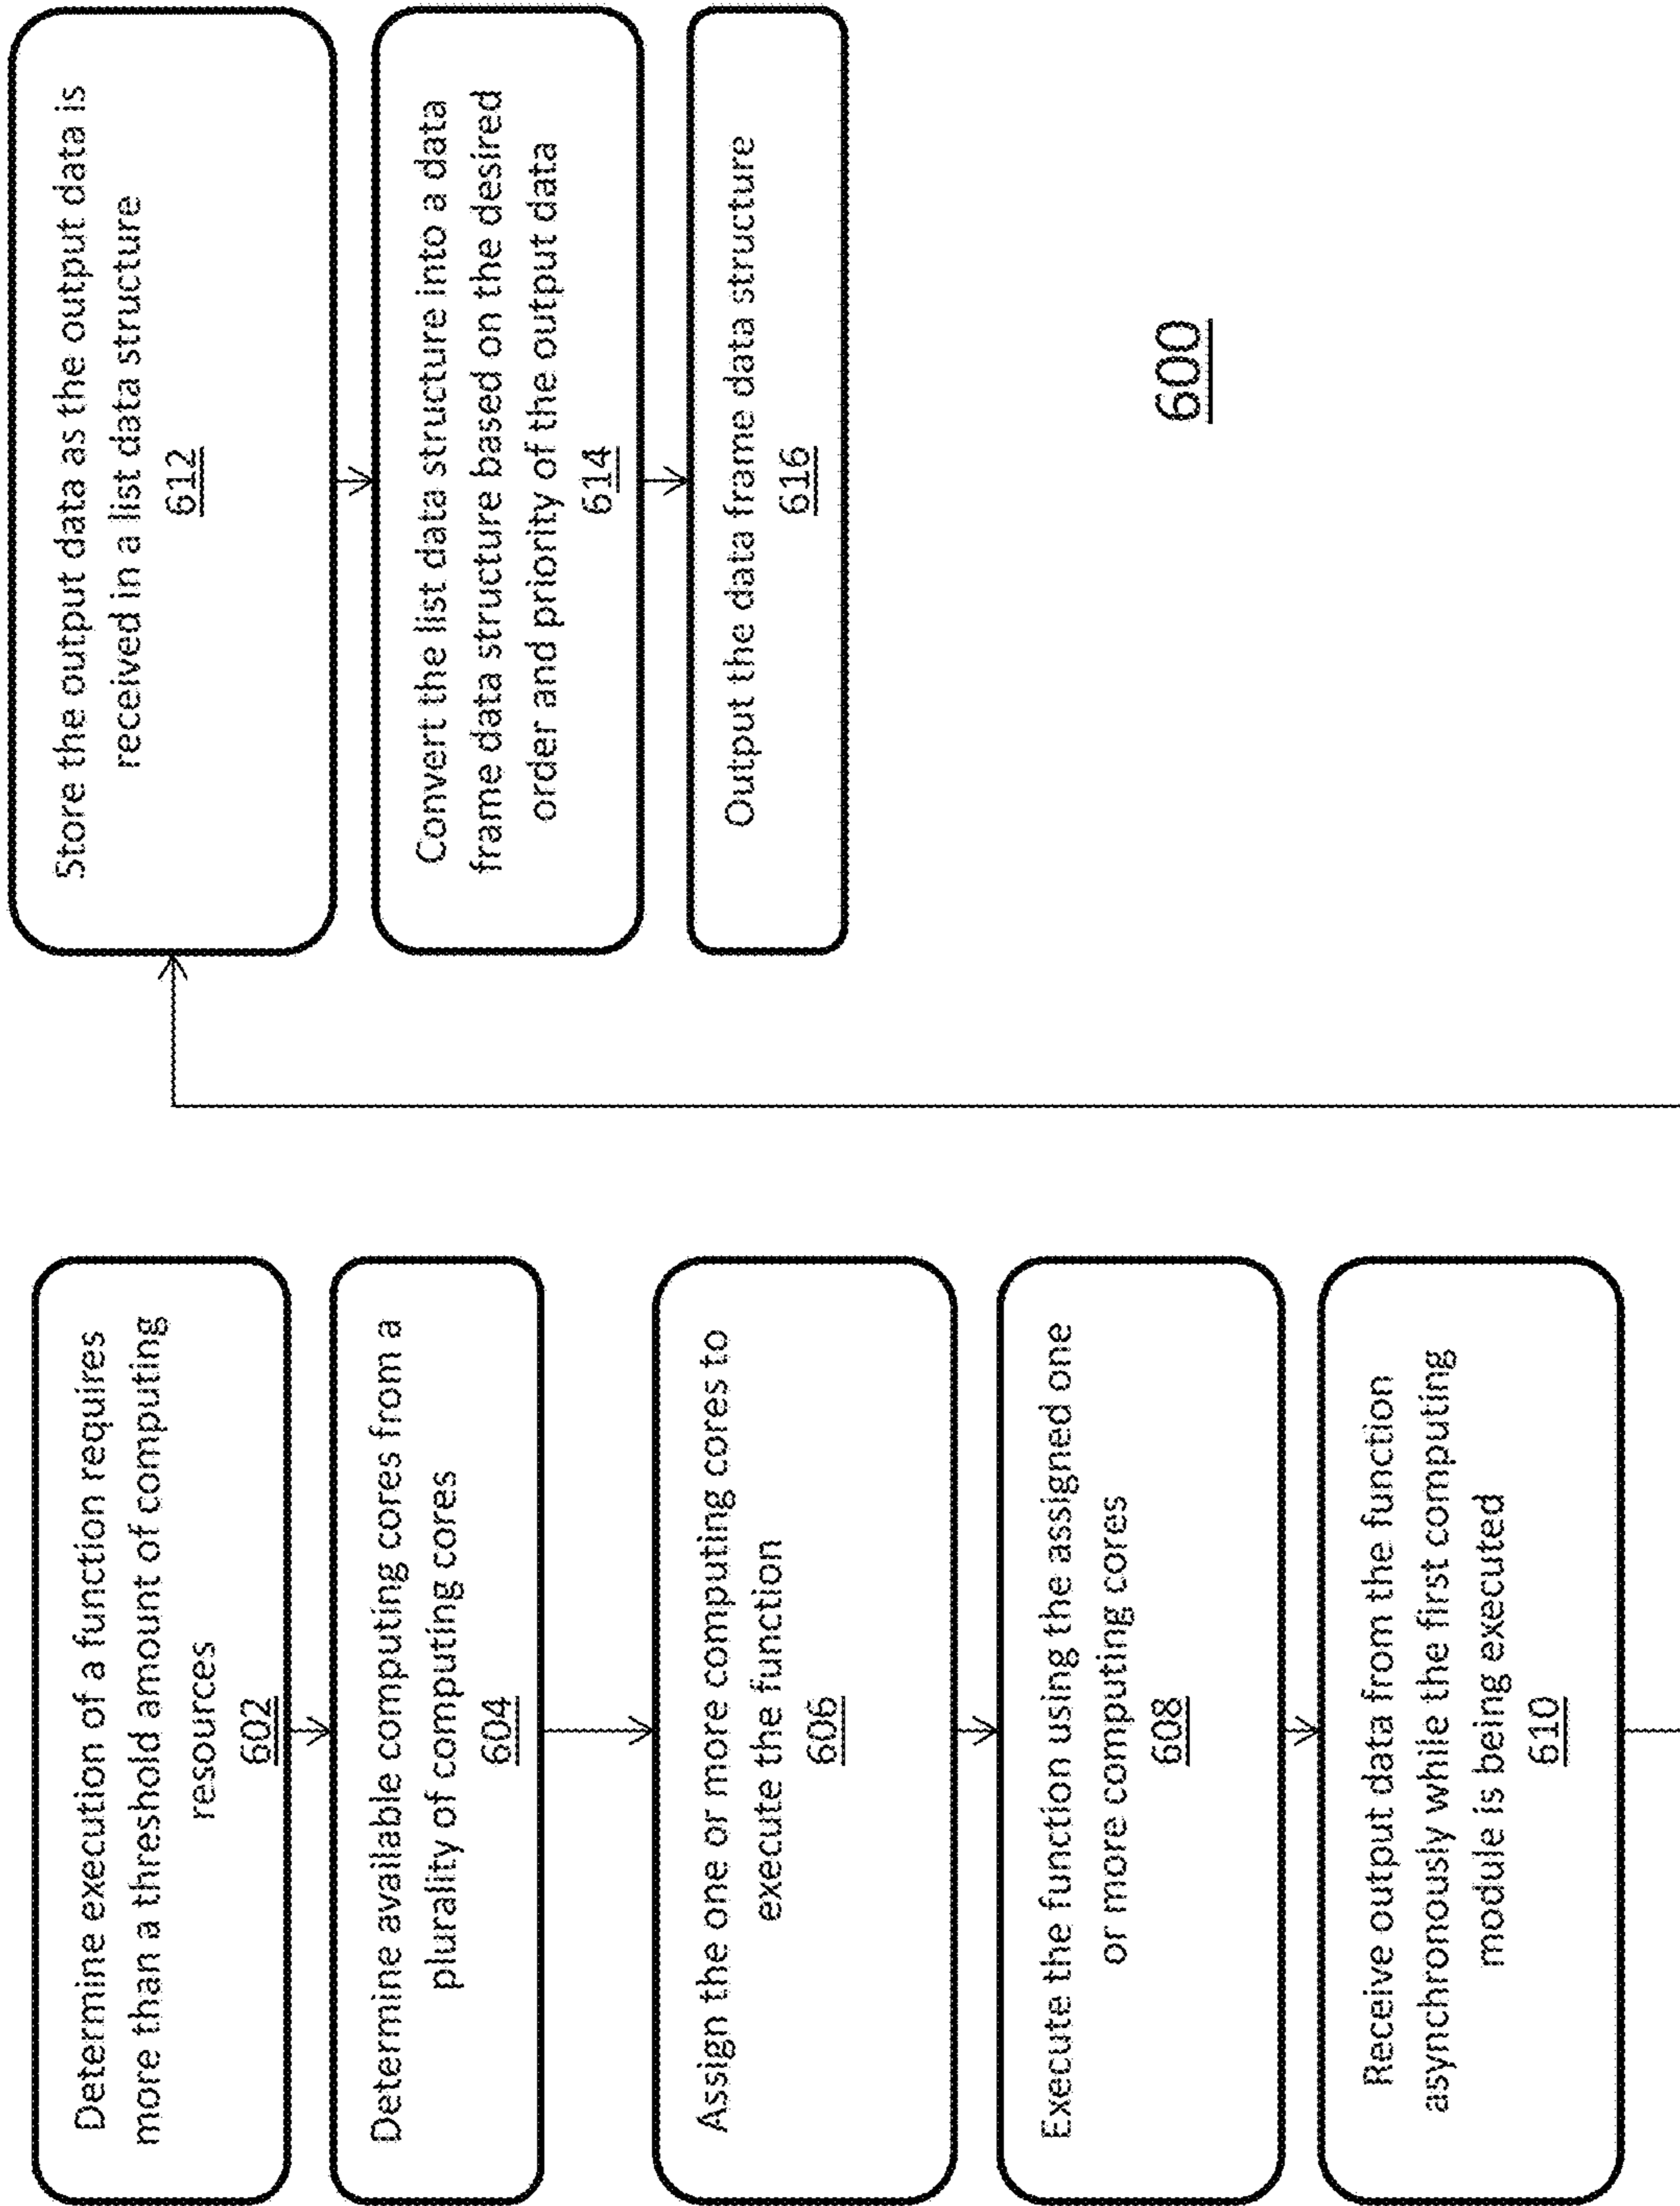 Determine execution of a function requires
more than a threshold amount of computing
resources
602
Determine available computing cores from a
plurality of computing cores
604
Assign the one or more computing cores to
execute the function
606
Execute the function using the assigned one
or more computing cores
608
Receive output data from the function
asynchronously while the first computing
module is being executed
610
Store the output data as the output data is
received in a list data structure
612
Convert the list data structure into a data
frame data structure based on the desired
order and priority of the output data
614
Output the data frame data structure
616
600